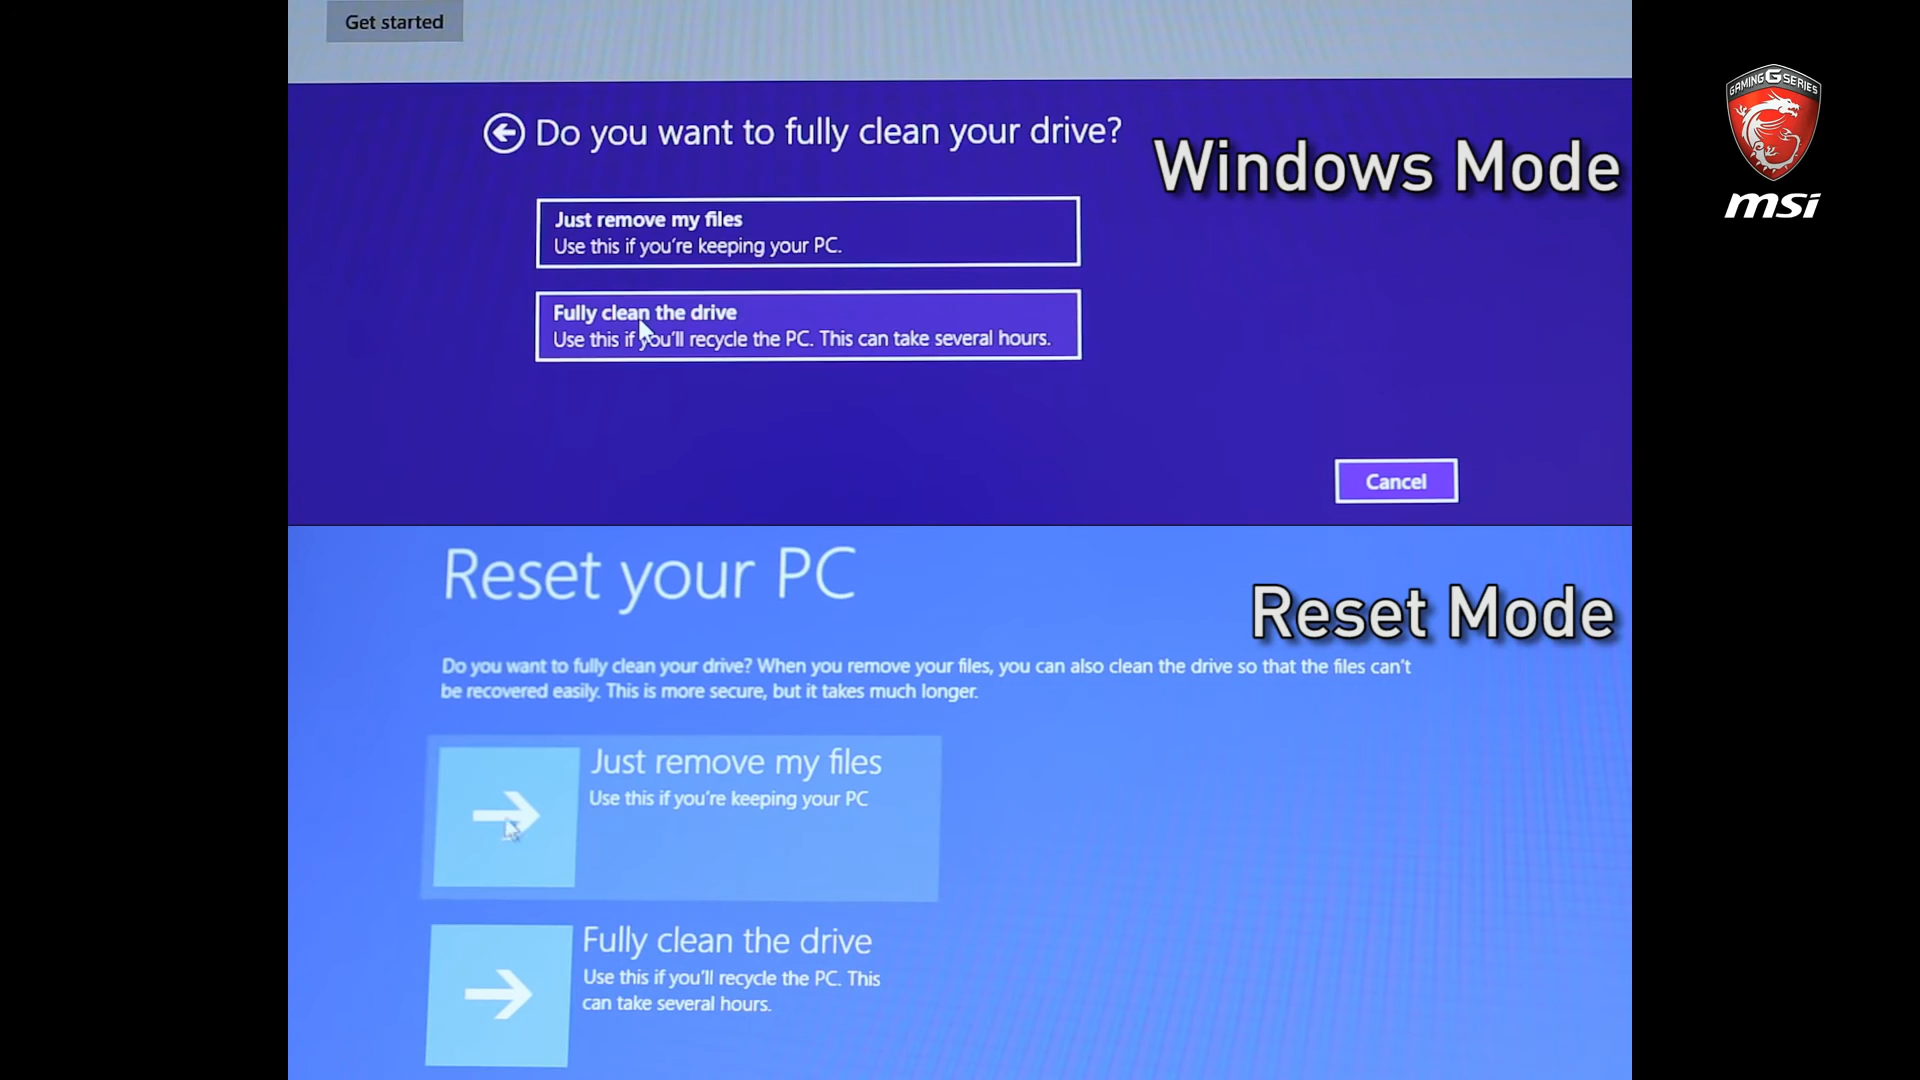 Get started
Do you want to fully clean your drive?
Windows Mode
GAMING G SERIES
msi
Just remove my files
Use this if you're keeping your PC.
Fully clean the drive
Use this if you'll recycle the PC. This can take several hours.
Cancel
Reset your PC
Reset Mode
Do you want to fully clean your drive? When you remove your files, you can also clean the drive so that the files can't
be recovered easily. This is more secure, but it takes much longer.
Just remove my files
Use this if you're keeping your PC
Fully clean the drive
Use this if you'll recycle the PC. This
can take several hours.